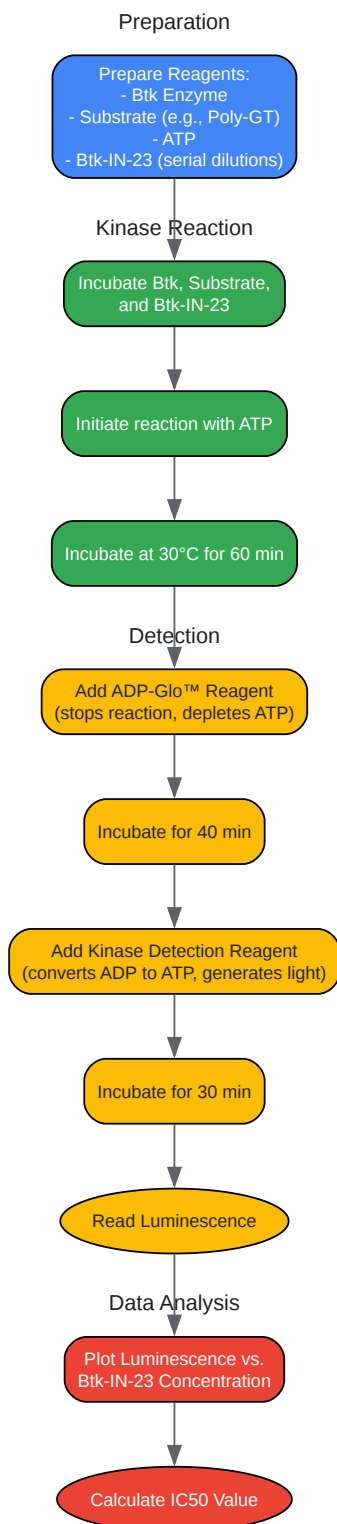 Preparation
Prepare Reagents:
- Btk Enzyme
- Substrate (e.g., Poly-GT)
- ATP
- Btk-IN-23 (serial dilutions)
Kinase Reaction
Incubate Btk, Substrate,
and Btk-IN-23
Initiate reaction with ATP
Incubate at 30°C for 60 min
Detection
Add ADP-Glo™ Reagent
(stops reaction, depletes ATP)
Incubate for 40 min
Add Kinase Detection Reagent
(converts ADP to ATP, generates light)
Incubate for 30 min
Read Luminescence
Data Analysis
Plot Luminescence vs.
Btk-IN-23 Concentration
Calculate IC50 Value